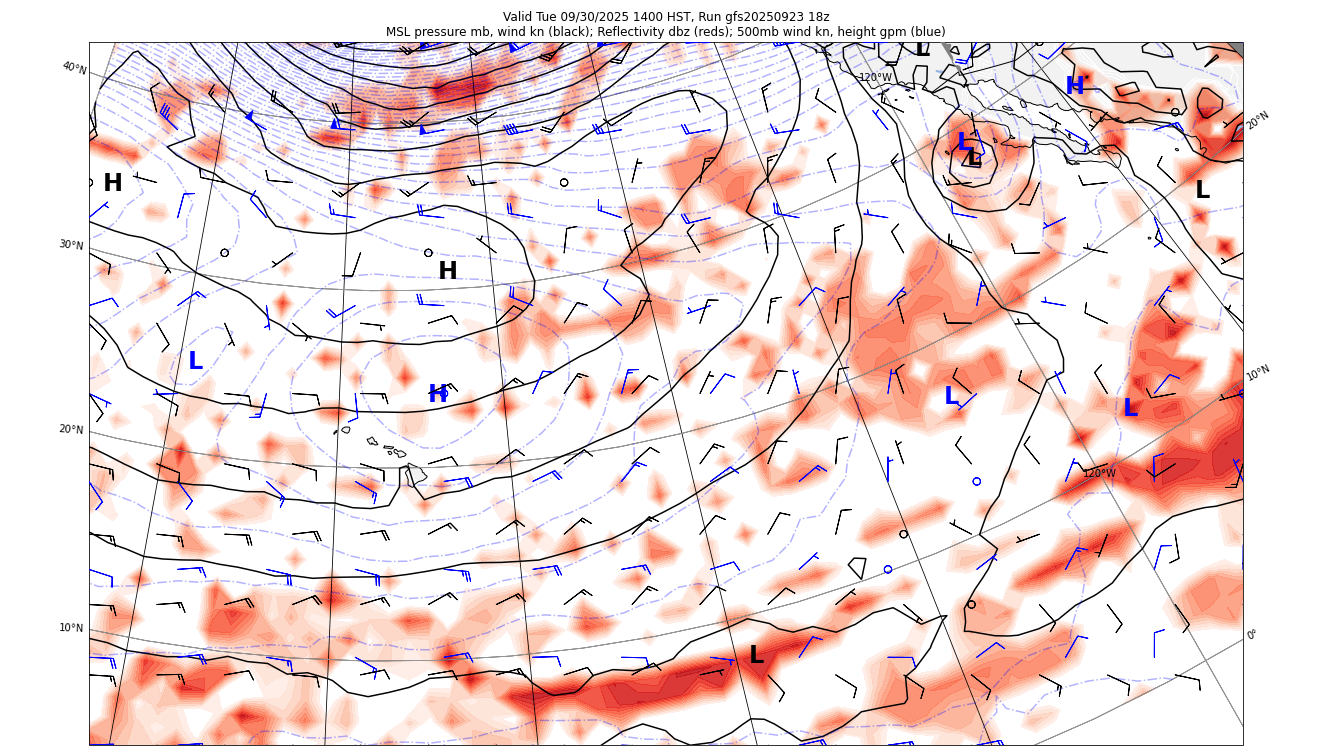 Valid Tue 09/30/2025 1400 HST, Run gfs20250923 18z
MSL pressure mb, wind kn (black); Reflectivity dbz (reds); 500mb wind kn, height gpm (blue)
L
40°N
120°W
H
20°N
L
L
H
L
30°N
H
L
10°N
H
L
L
20°N
120°W
10°N
0°
L